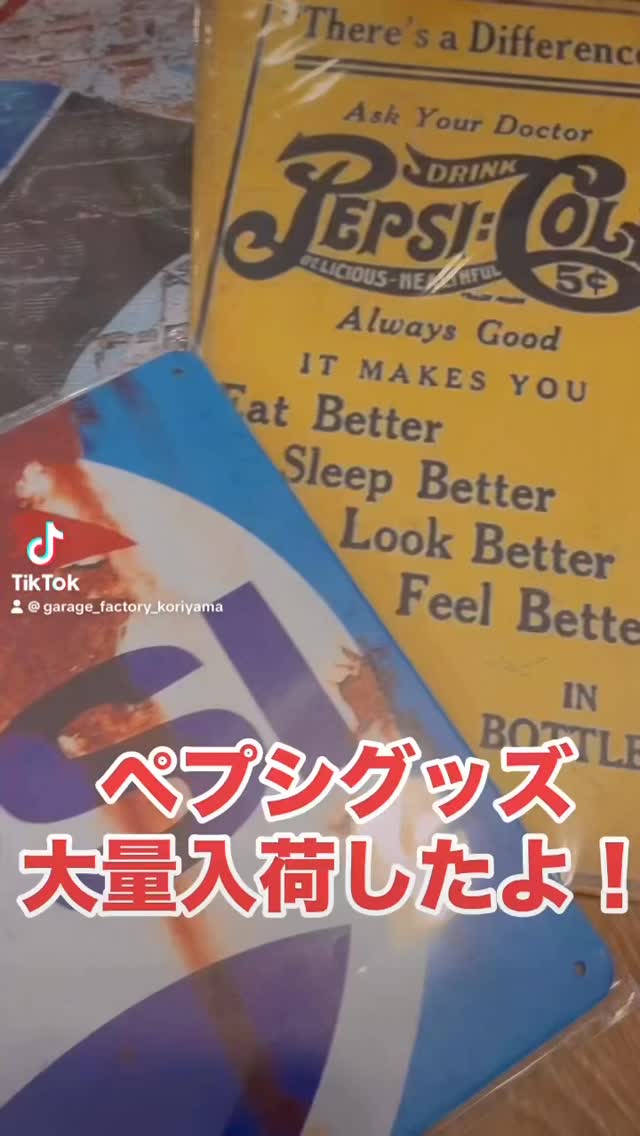 "There's a Difference
Ask Your Doctor
DRINK
PEPSI:COL
DELICIOUS-HEALTHFUL
5¢
Always Good
IT MAKES YOU
Eat Better
Sleep Better
Look Better
Feel Bette
IN
BOTTLE
TikTok
@garage_factory_koriyama
ペプシグッズ
大量入荷したよ！